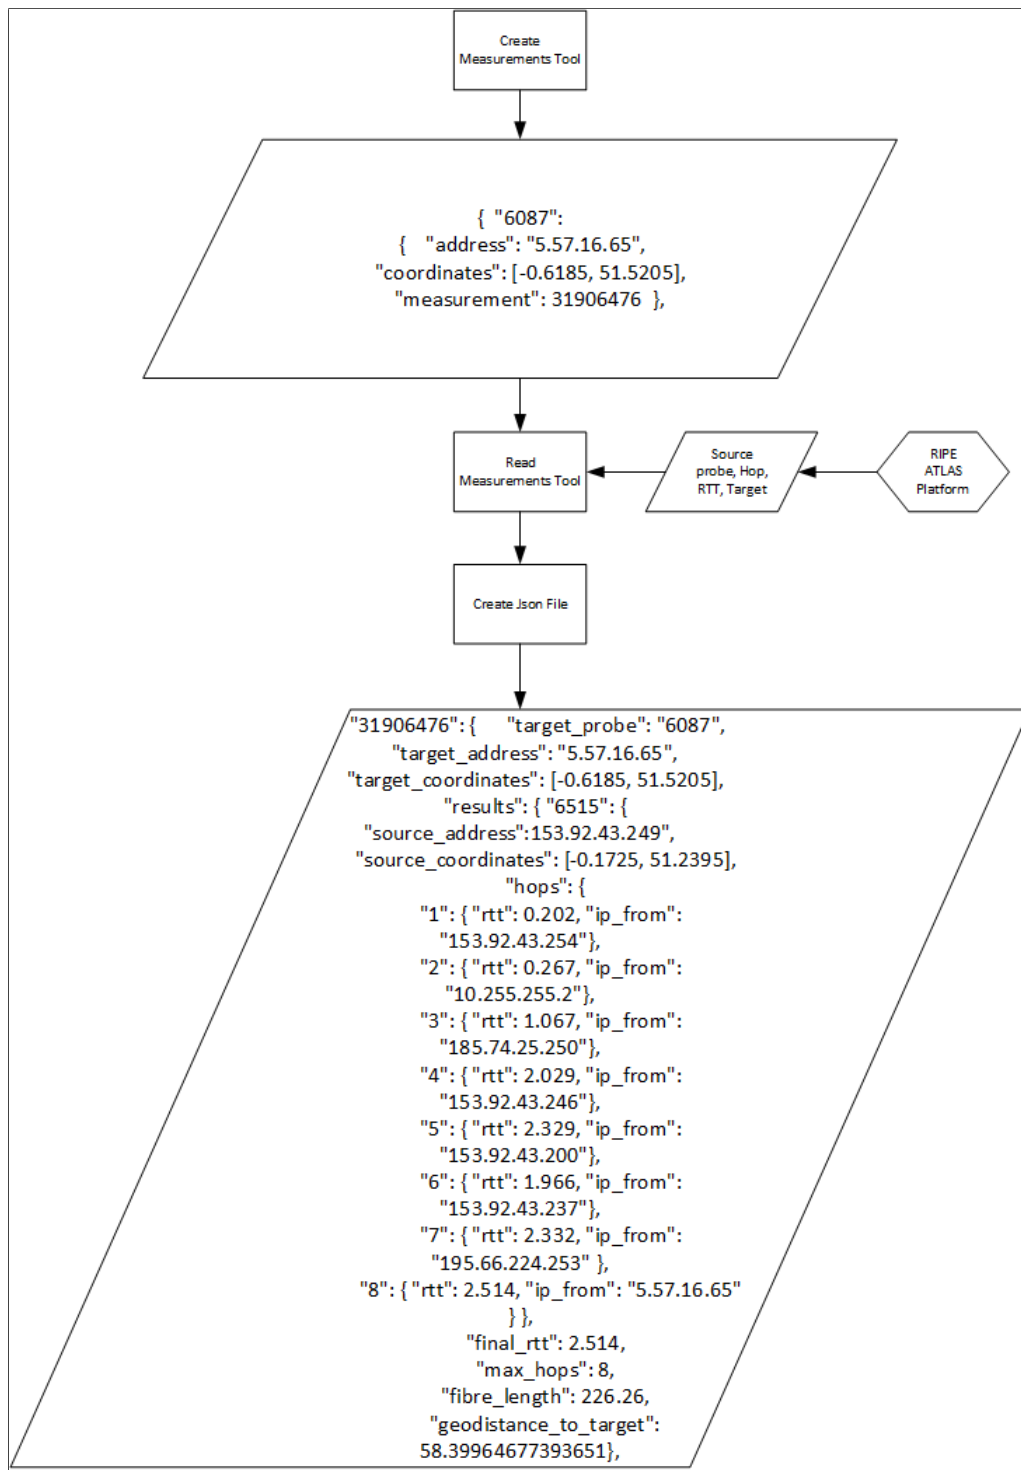 Create
Measurements Tool
{ "6087":
{ "address": "5.57.16.65",
"coordinates": [-0.6185, 51.5205],
"measurement": 31906476 },
Read
Measurements Tool
Source
probe, Hop,
RTT, Target
RIPE
ATLAS
Platform
Create Json File
"31906476": { "target_probe": "6087",
"target_address": "5.57.16.65",
"target_coordinates": [-0.6185, 51.5205],
"results": { "6515": {
"source_address":153.92.43.249",
"source_coordinates": [-0.1725, 51.2395],
"hops": {
"1": { "rtt": 0.202, "ip_from":
"153.92.43.254"},
"2": { "rtt": 0.267, "ip_from":
"10.255.255.2"},
"3": { "rtt": 1.067, "ip_from":
"185.74.25.250"},
"4": { "rtt": 2.029, "ip_from":
"153.92.43.246"},
"5": { "rtt": 2.329, "ip_from":
"153.92.43.200"},
"6": { "rtt": 1.966, "ip_from":
"153.92.43.237"},
"7": { "rtt": 2.332, "ip_from":
"195.66.224.253" },
"8": { "rtt": 2.514, "ip_from": "5.57.16.65"
} },
"final_rtt": 2.514,
"max_hops": 8,
"fibre_length": 226.26,
"geodistance_to_target":
58.39964677393651},